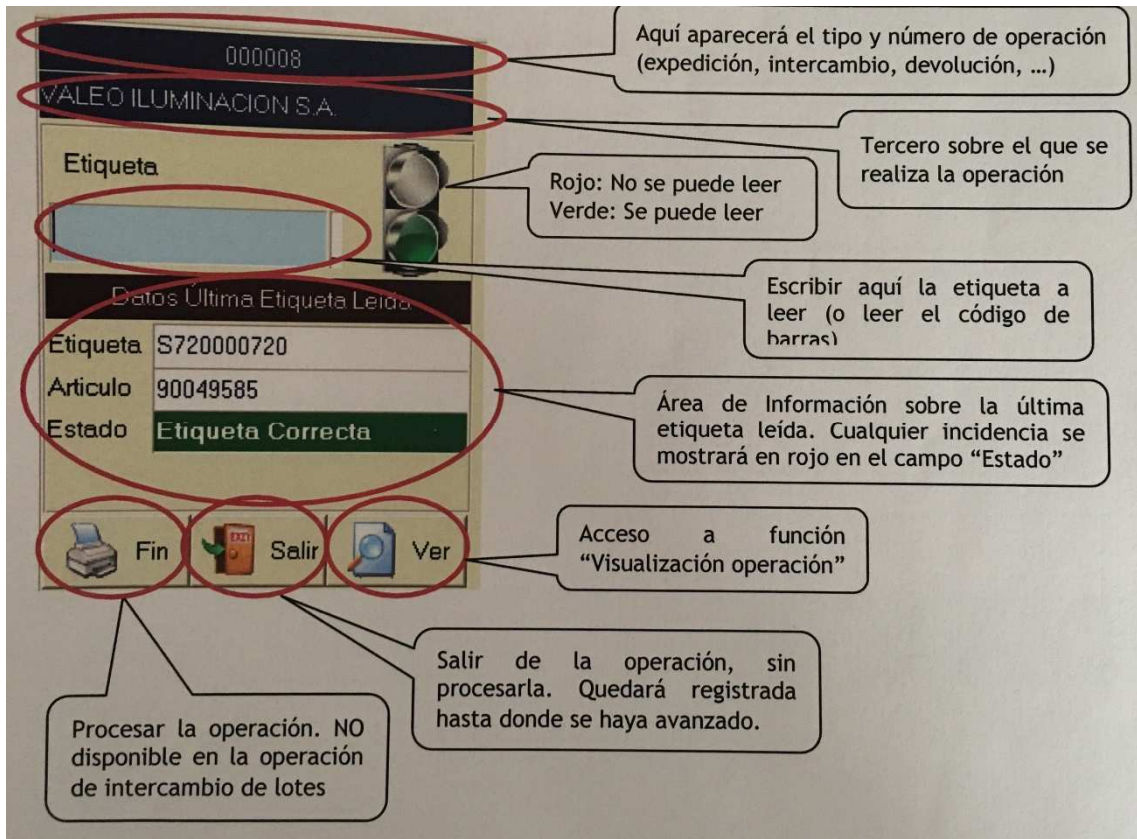 000008
Aquí aparecerá el tipo y número de operación
(expedición, intercambio, devolución, ...)
VALEO ILUMINACION S.A.
Tercero sobre el que se
realiza la operación
Etiqueta
Rojo: No se puede leer
Verde: Se puede leer
Escribir aquí la etiqueta a
leer (o leer el código de
barras)
Datos Última Etiqueta Leída
Etiqueta S720000720
Articulo 90049585
Estado Etiqueta Correcta
Área de Información sobre la última
etiqueta leída. Cualquier incidencia se
mostrará en rojo en el campo “Estado”
Fin
EXIT
Salir
Ver
Acceso a función
“Visualización operación”
Salir de la operación, sin
procesarla. Quedará registrada
hasta donde se haya avanzado.
Procesar la operación. NO
disponible en la operación
de intercambio de lotes